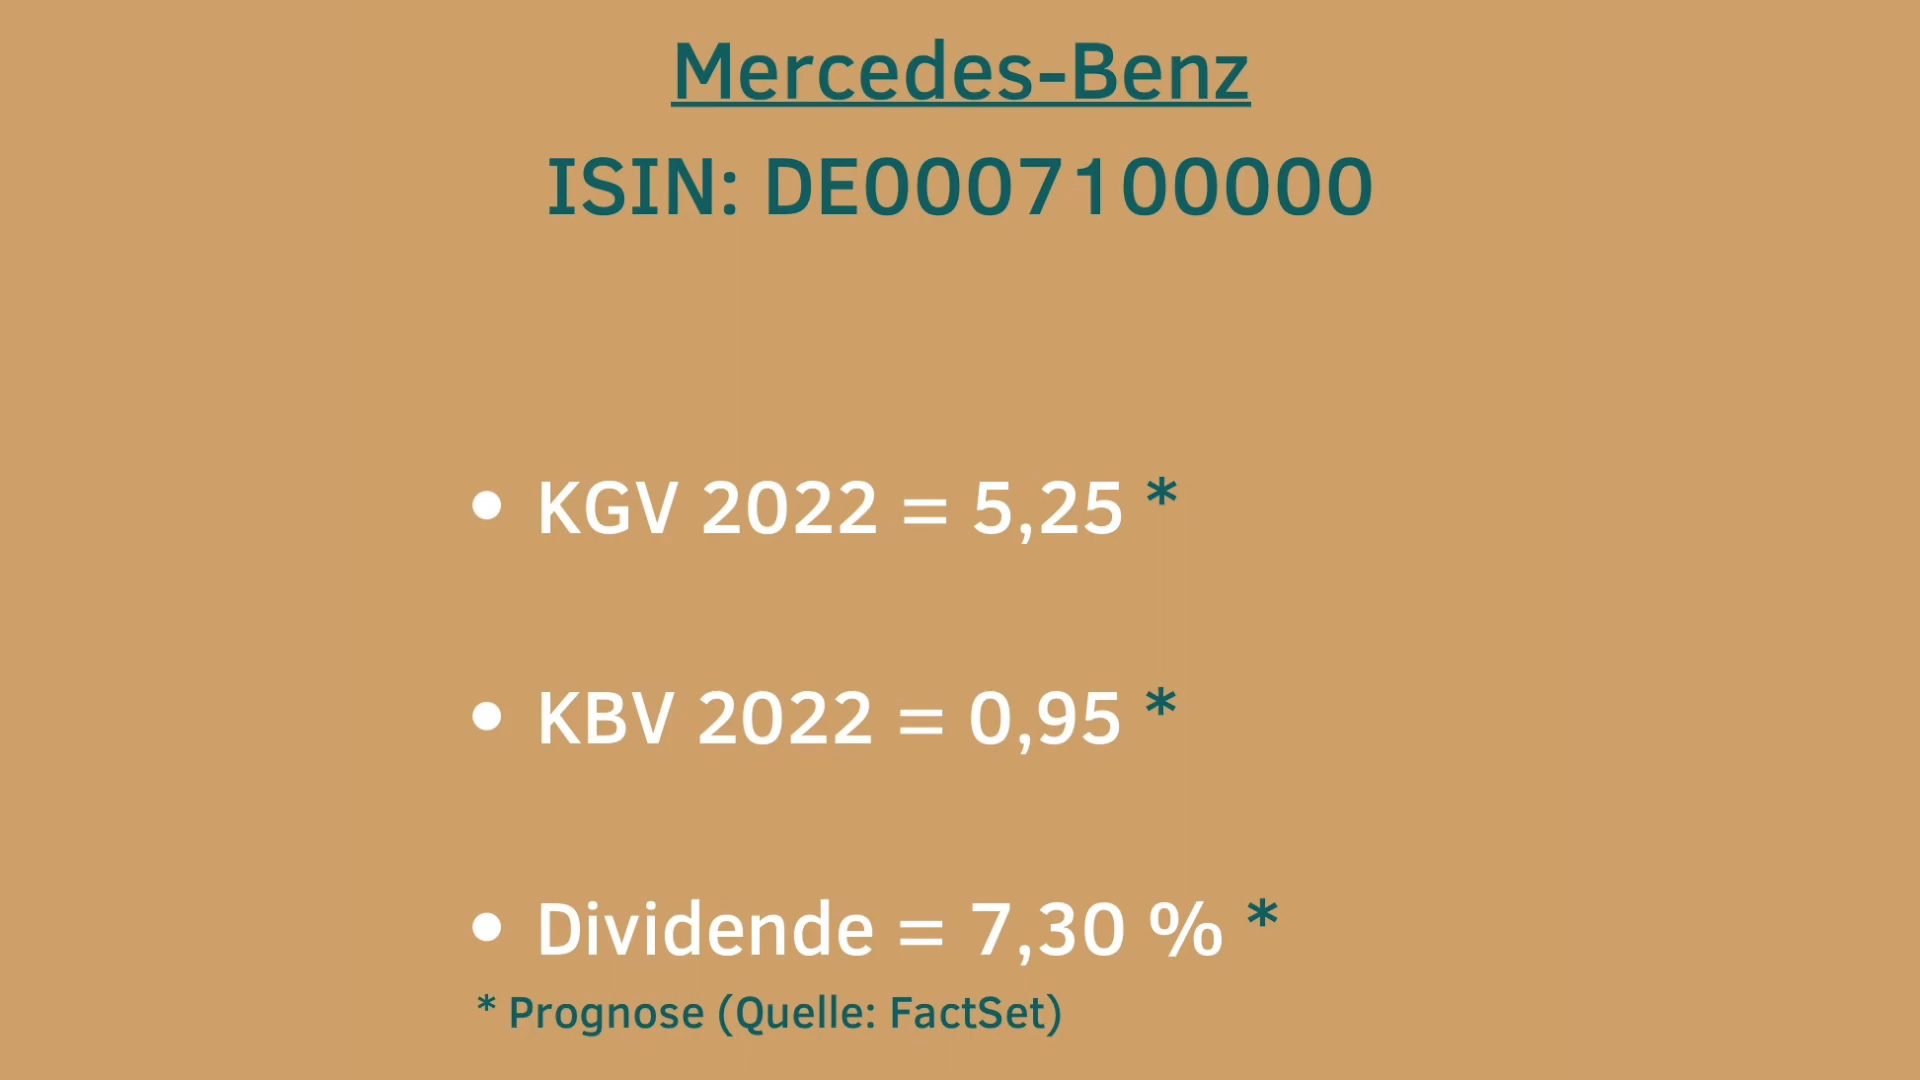 Mercedes-Benz
ISIN: DE0007100000
• KGV 2022 = 5,25 *
• KBV 2022 = 0,95 *
• Dividende = 7,30 % *
* Prognose (Quelle: FactSet)